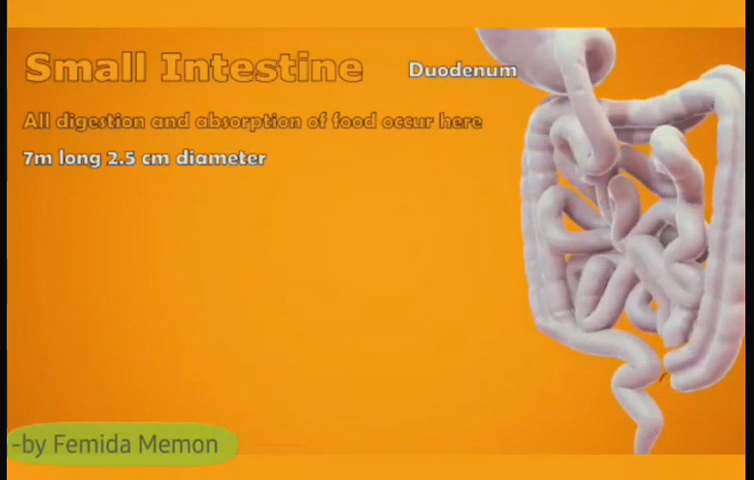 Small Intestine
Duodenum
All digestion and absorption of food occur here
7m long 2.5 cm diameter
-by Femida Memon